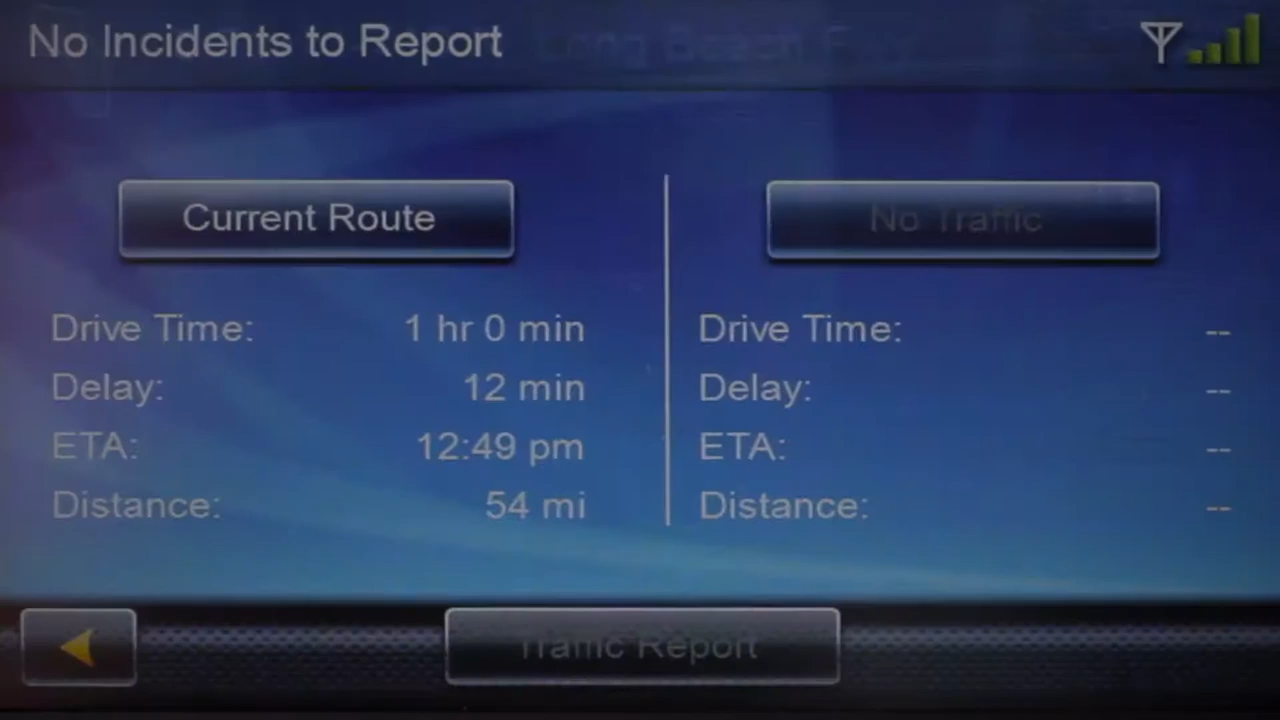 No Incidents to Report
Current Route
Drive Time: 1 hr 0 min
Delay: 12 min
ETA: 12:49 pm
Distance: 54 mi
No Traffic
Drive Time: --
Delay: --
ETA: --
Distance: --
Traffic Report